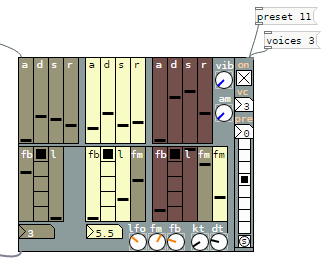 preset 11
voices 3
a d s r a d s r a d s r
vib on
vc
am 3
pre
0
fb l fb l fm fb l fm fm
3 5.5
lfo fm fb kt dt
S